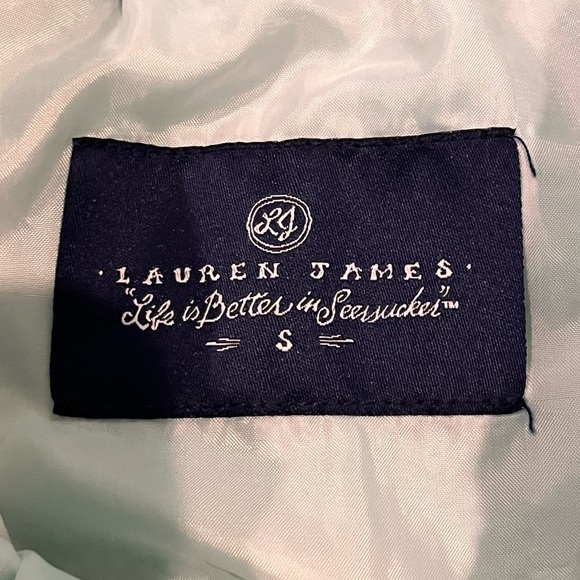 LJ
· LAUREN JAMES ·
"Life is Better in Seersucker"™
S